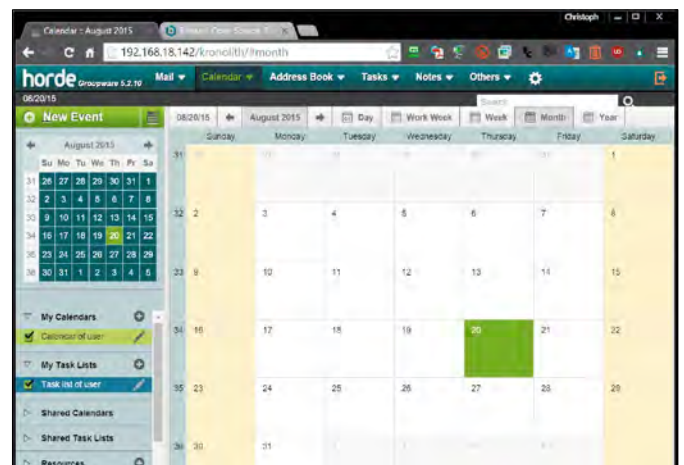 Calendar :: August 2015
Christoph
192.168.18.142/kronolith/#month
horde Groupware 5.2.10 Mail Calendar Address Book Tasks Notes Others
08/20/15
Search
New Event
08/20/15 August 2015 Day Work Week Week Month Year
August 2015
Su Mo Tu We Th Fr Sa
31 26 27 28 29 30 31 1
32 2 3 4 5 6 7 8
33 9 10 11 12 13 14 15
34 16 17 18 19 20 21 22
35 23 24 25 26 27 28 29
36 30 31 1 2 3 4 5
My Calendars
Calendar of user
My Task Lists
Task list of user
Shared Calendars
Shared Task Lists
Resources
Sunday Monday Tuesday Wednesday Thursday Friday Saturday
31 1
32 2 3 4 5 6 7 8
33 9 10 11 12 13 14 15
34 16 17 18 19 20 21 22
35 23 24 25 26 27 28 29
36 30 31